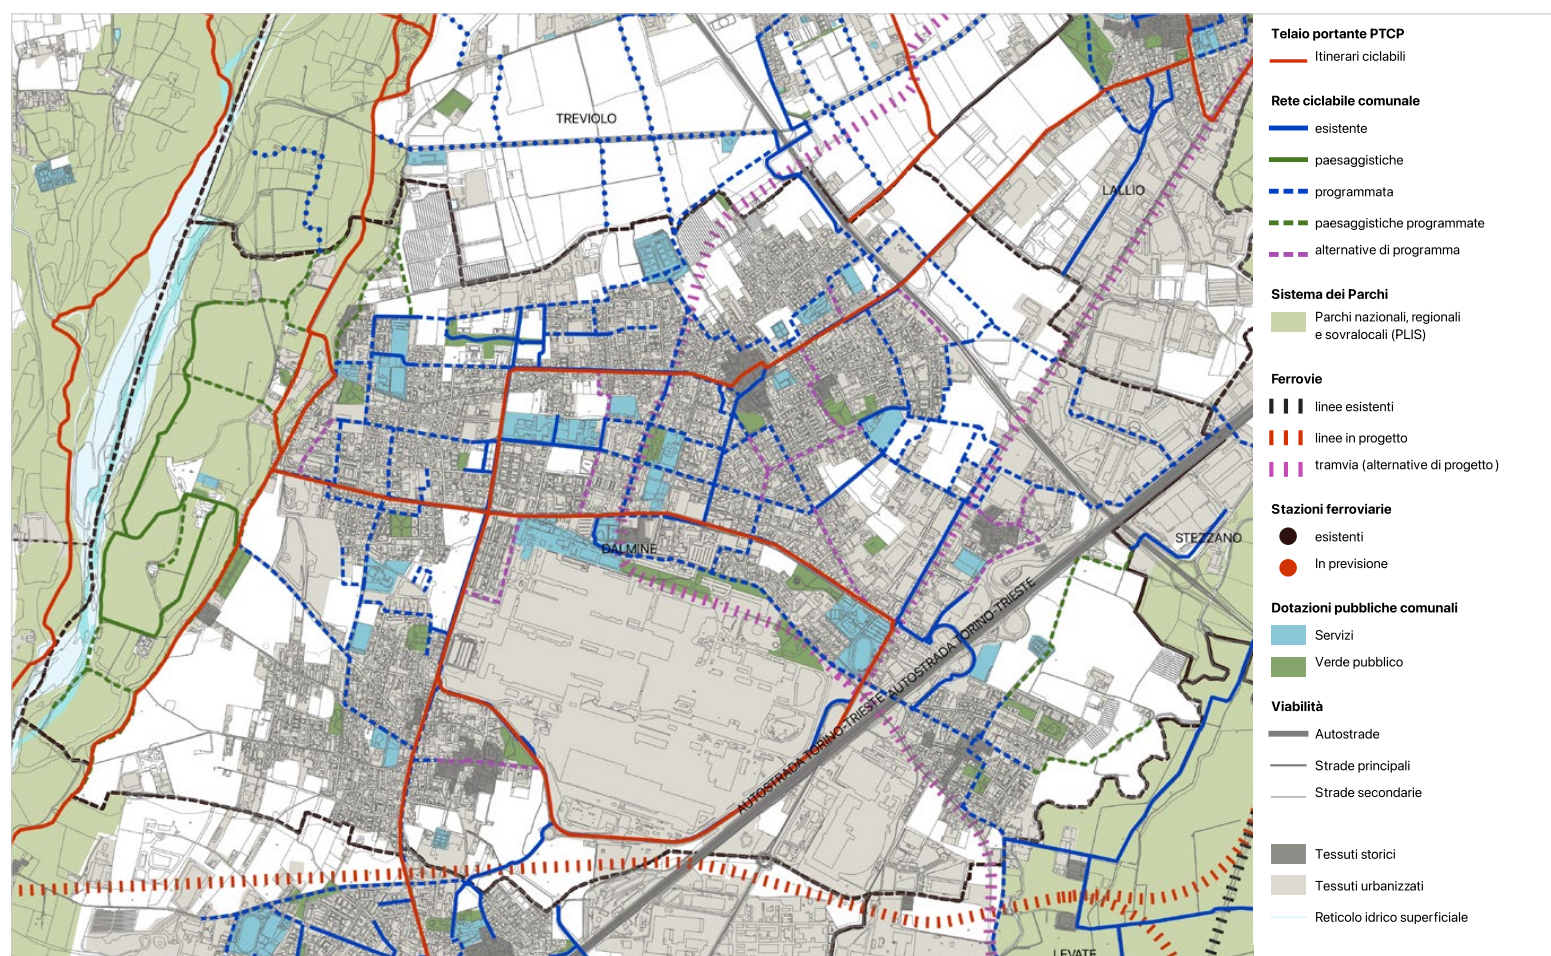 TREVIOLO
LALLIO
DALMINE
STEZZANO
AUTOSTRADA TORINO-TRIESTE AUTOSTRADA TORINO-TRIESTE
LEVATE
Telaio portante PTCP
Itinerari ciclabili
Rete ciclabile comunale
esistente
paesaggistiche
programmata
paesaggistiche programmate
alternative di programma
Sistema dei Parchi
Parchi nazionali, regionali
e sovralocali (PLIS)
Ferrovie
linee esistenti
linee in progetto
tramvia (alternative di progetto)
Stazioni ferroviarie
esistenti
In previsione
Dotazioni pubbliche comunali
Servizi
Verde pubblico
Viabilità
Autostrade
Strade principali
Strade secondarie
Tessuti storici
Tessuti urbanizzati
Reticolo idrico superficiale